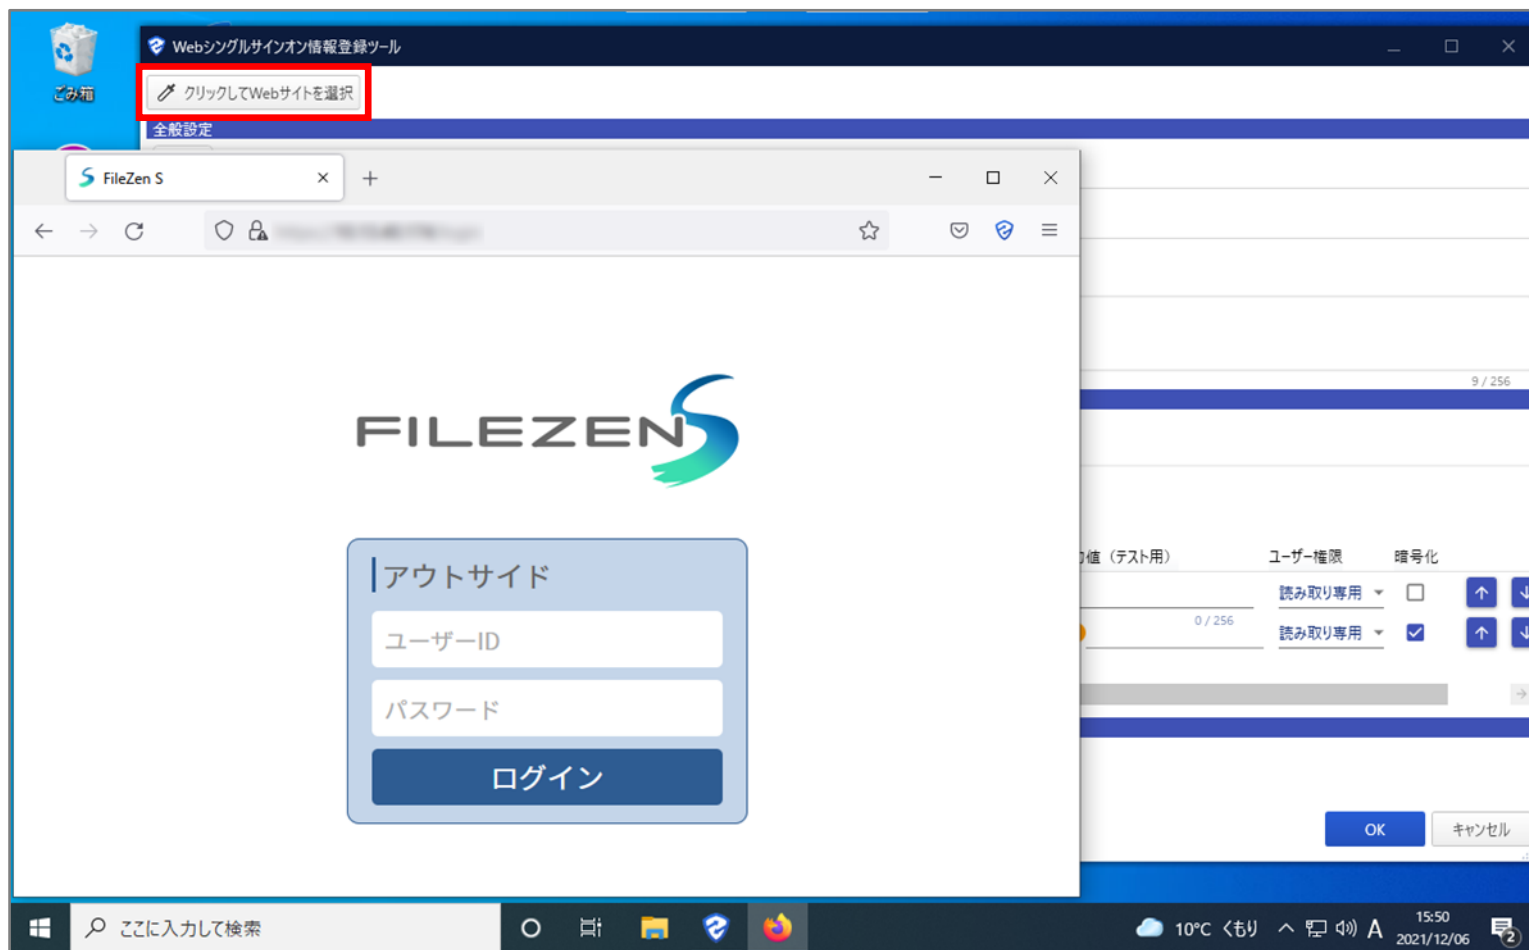 ごみ箱
Webシングルサインオン情報登録ツール
クリックしてWebサイトを選択
全般設定
FileZen S
9 / 256
FILEZEN S
アウトサイド
ユーザーID
パスワード
ログイン
値（テスト用）
ユーザー権限
暗号化
読み取り専用
0 / 256
読み取り専用
OK
キャンセル
ここに入力して検索
10°C くもり
A
15:50
2021/12/06
2